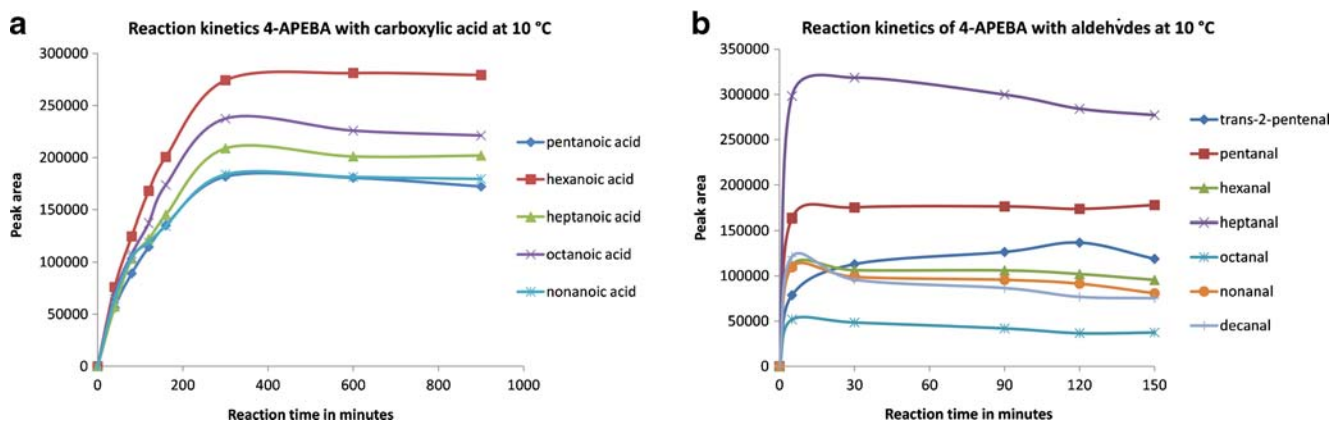 a
Reaction kinetics 4-APEBA with carboxylic acid at 10 °C
300000
250000
200000
150000
100000
50000
0
Peak area
0 200 400 600 800 1000
Reaction time in minutes
pentanoic acid
hexanoic acid
heptanoic acid
octanoic acid
nonanoic acid
b
Reaction kinetics of 4-APEBA with aldehydes at 10 °C
350000
300000
250000
200000
150000
100000
50000
0
Peak area
0 30 60 90 120 150
Reaction time in minutes
trans-2-pentenal
pentanal
hexanal
heptanal
octanal
nonanal
decanal